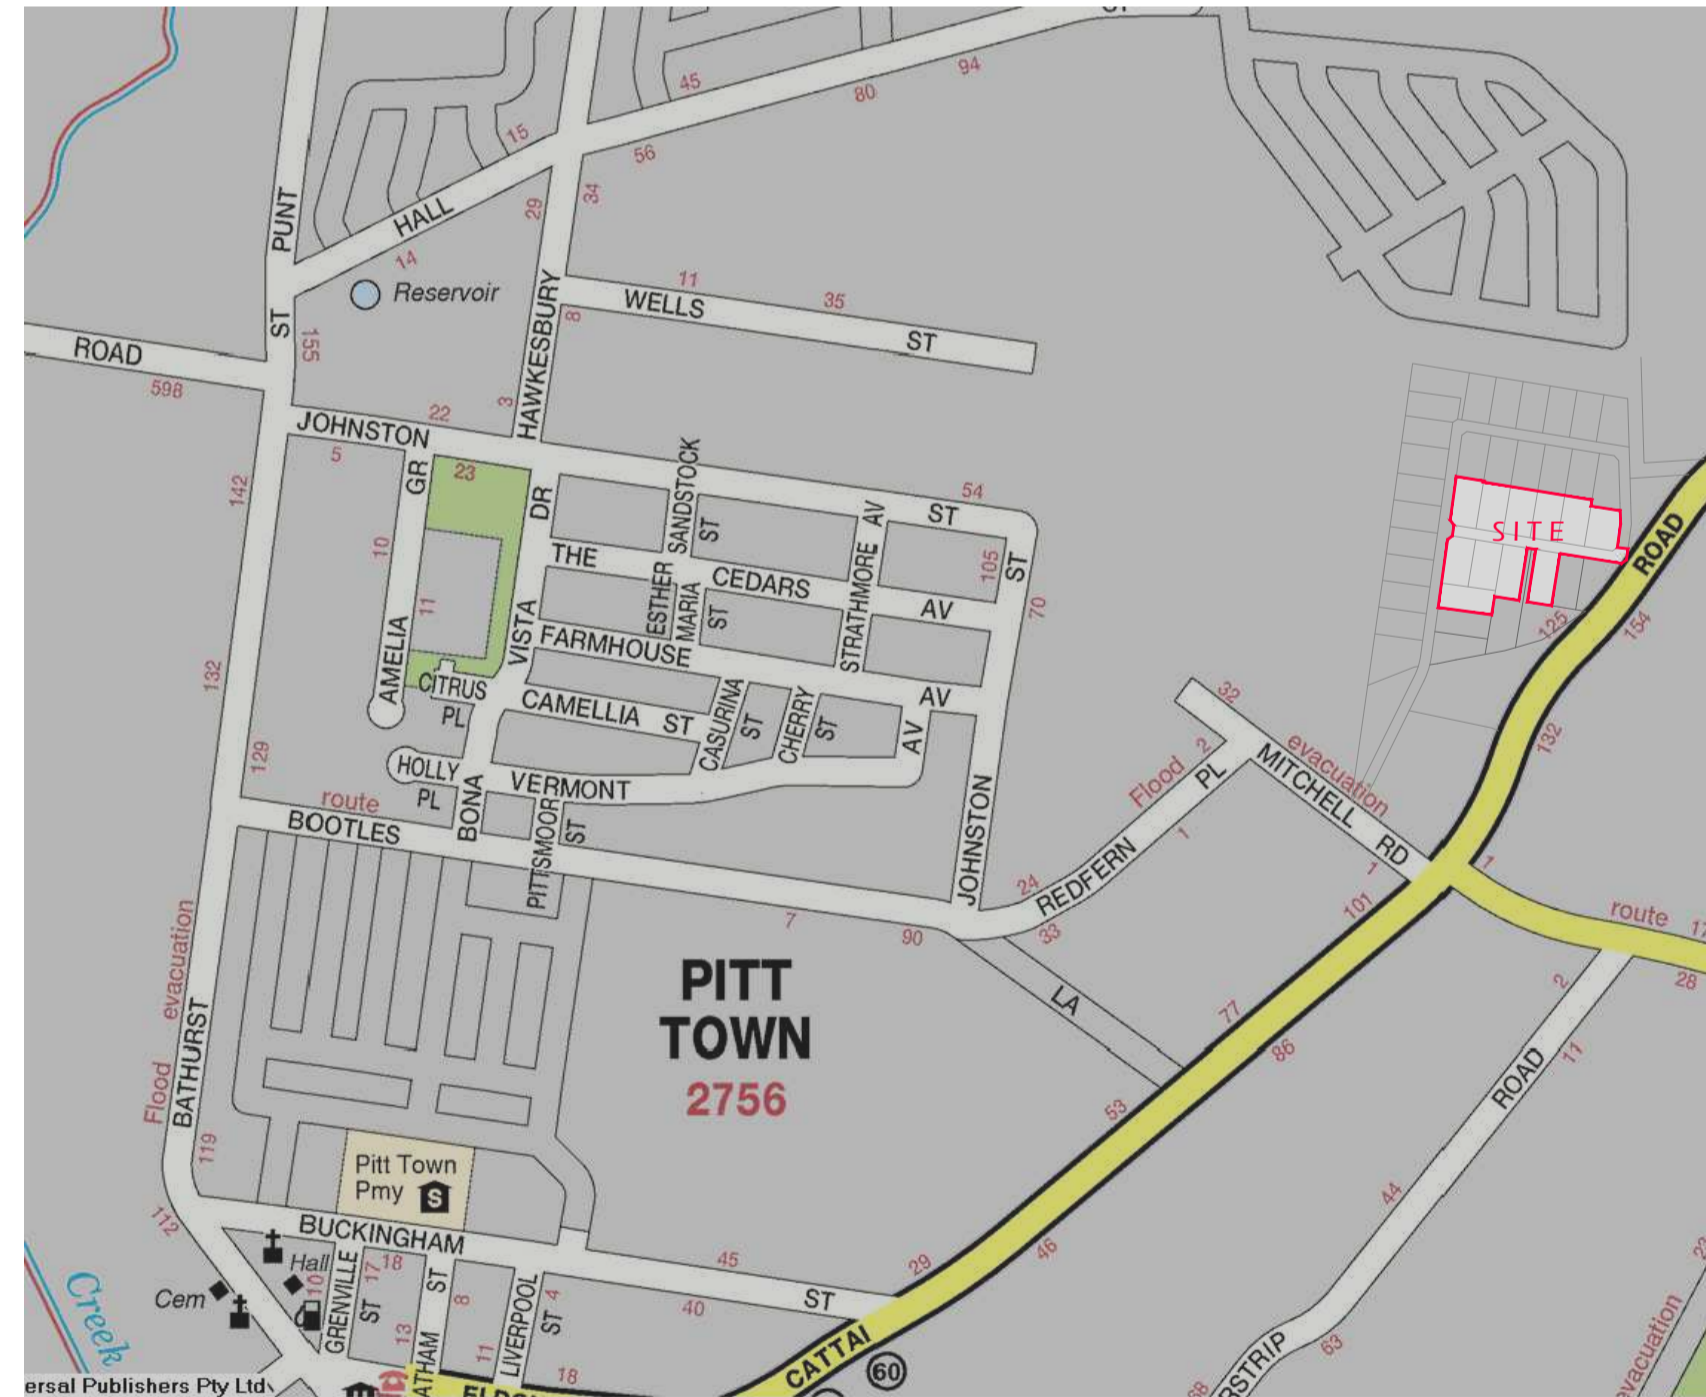 45
94
80
15
56
PUNT
HALL
29
34
14
Reservoir
ST
155
HAWKESBURY
8
11
35
WELLS
ST
ROAD
598
3
22
JOHNSTON
5
GR
23
142
DR
SANDSTOCK
ST
54
ST
AV
105
ST
SITE
ROAD
10
11
THE
CEDARS
AV
70
ESTHER
MARIA
ST
STRATHMORE
125
154
AMELIA
VISTA
FARMHOUSE
AV
132
CITRUS
PL
CAMELLIA
ST
CASURINA
ST
CHERRY
ST
AV
32
2
evacuation
132
129
HOLLY
PL
VERMONT
Flood
PL
MITCHELL
RD
route
BOOTLES
BONA
PITTSMOOR
ST
JOHNSTON
1
1
1
24
REDFERN
33
101
7
90
route
17
28
2
evacuation
Flood
BATHURST
119
PITT
TOWN
2756
LA
77
86
53
ROAD
11
44
Pitt Town
Pmy
S
112
BUCKINGHAM
ST
45
40
29
46
Hall
10
GRENVILLE
ST
17
18
ST
8
13
11
LIVERPOOL
ST
4
18
Cem
Creek
CATTAI
60
63
evacuation
ersal Publishers Pty Ltd